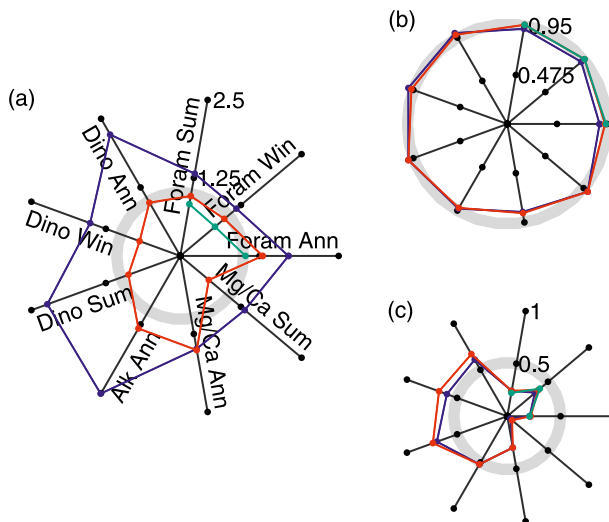 (a)
2.5
1.25
Foram Sum
Foram Win
Foram Ann
Mg/Ca Sum
Mg/Ca Ann
Alk Ann
Dino Sum
Dino Win
Dino Ann
(b)
0.95
0.475
(c)
1
0.5